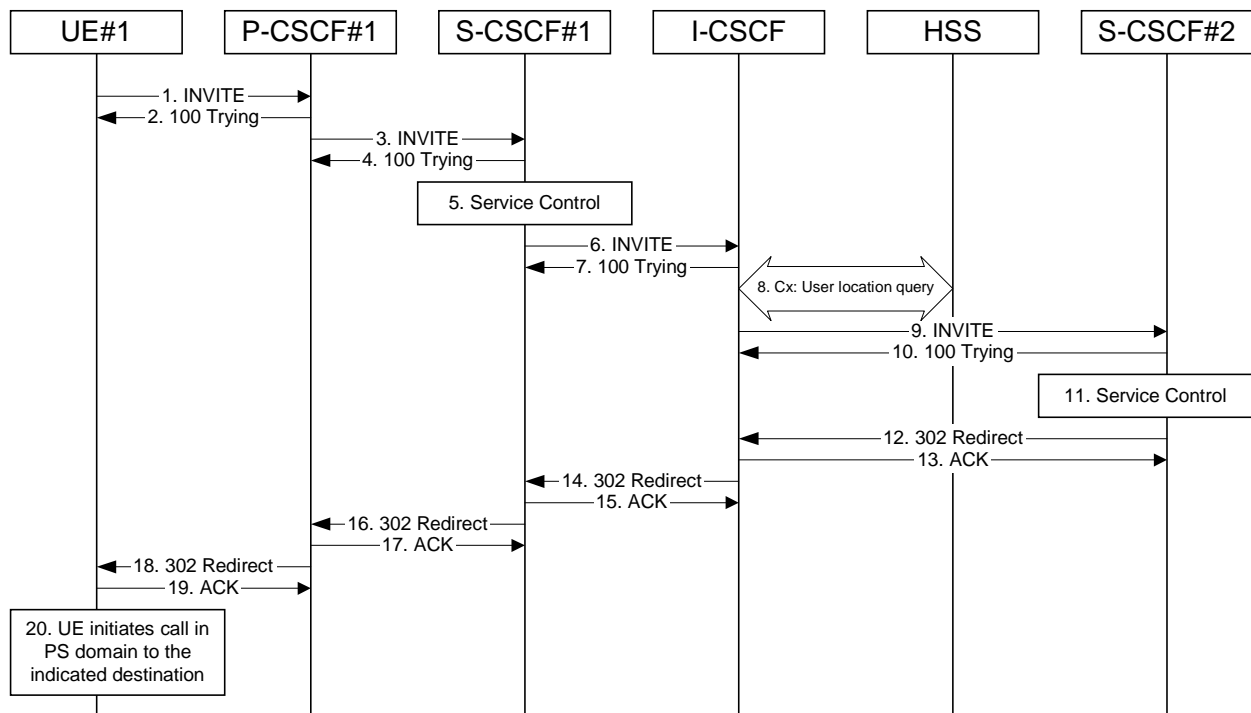 UE#1
P-CSCF#1
S-CSCF#1
I-CSCF
HSS
S-CSCF#2
1. INVITE
2. 100 Trying
3. INVITE
4. 100 Trying
5. Service Control
6. INVITE
7. 100 Trying
8. Cx: User location query
9. INVITE
10. 100 Trying
11. Service Control
12. 302 Redirect
13. ACK
14. 302 Redirect
15. ACK
16. 302 Redirect
17. ACK
18. 302 Redirect
19. ACK
20. UE initiates call in
PS domain to the
indicated destination